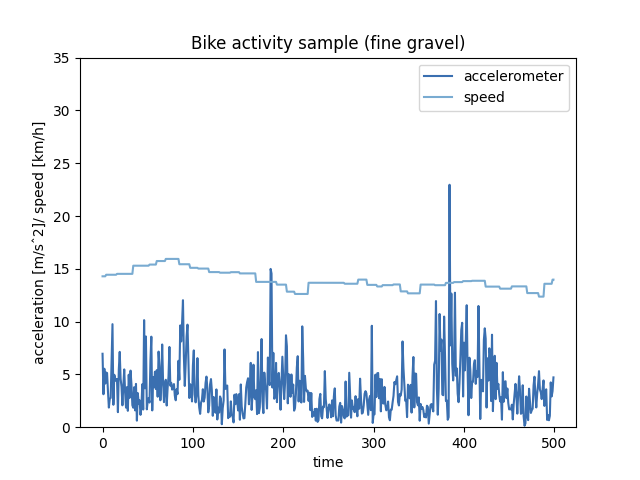 Bike activity sample (fine gravel)
accelerometer
speed
acceleration [m/sˆ2]/ speed [km/h]
35
30
25
20
15
10
5
0
0 100 200 300 400 500
time